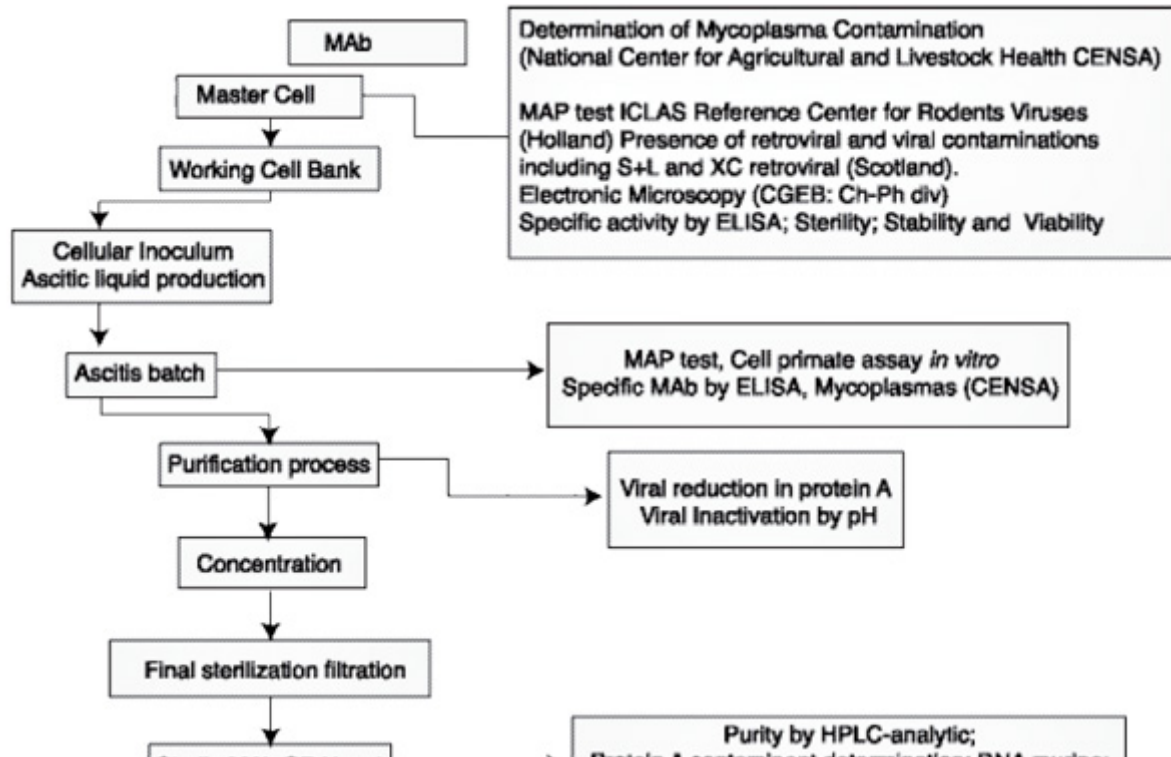 MAb
Determination of Mycoplasma Contamination
(National Center for Agricultural and Livestock Health CENSA)
MAP test ICLAS Reference Center for Rodents Viruses
(Holland) Presence of retroviral and viral contaminations
including S+L and XC retroviral (Scotland).
Electronic Microscopy (CGEB: Ch-Ph div)
Specific activity by ELISA; Sterility; Stability and Viability
Master Cell
Working Cell Bank
Cellular Inoculum
Ascitic liquid production
Ascitis batch
MAP test, Cell primate assay in vitro
Specific MAb by ELISA, Mycoplasmas (CENSA)
Purification process
Viral reduction in protein A
Viral Inactivation by pH
Concentration
Final sterilization filtration
Purity by HPLC-analytic;